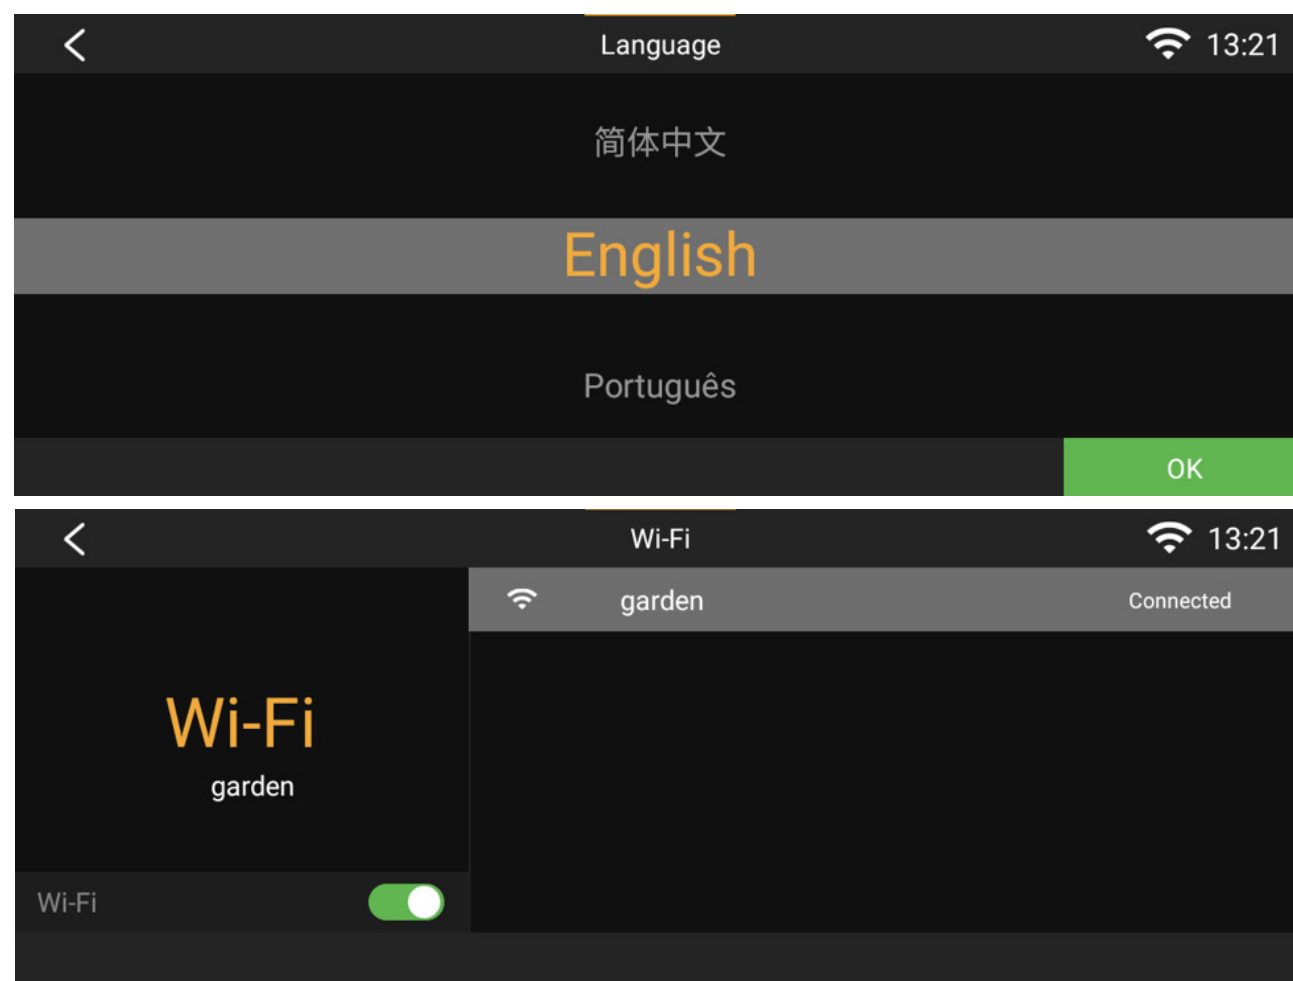 Language
13:21
简体中文
English
Português
OK
Wi-Fi
13:21
garden
Connected
Wi-Fi
garden
Wi-Fi